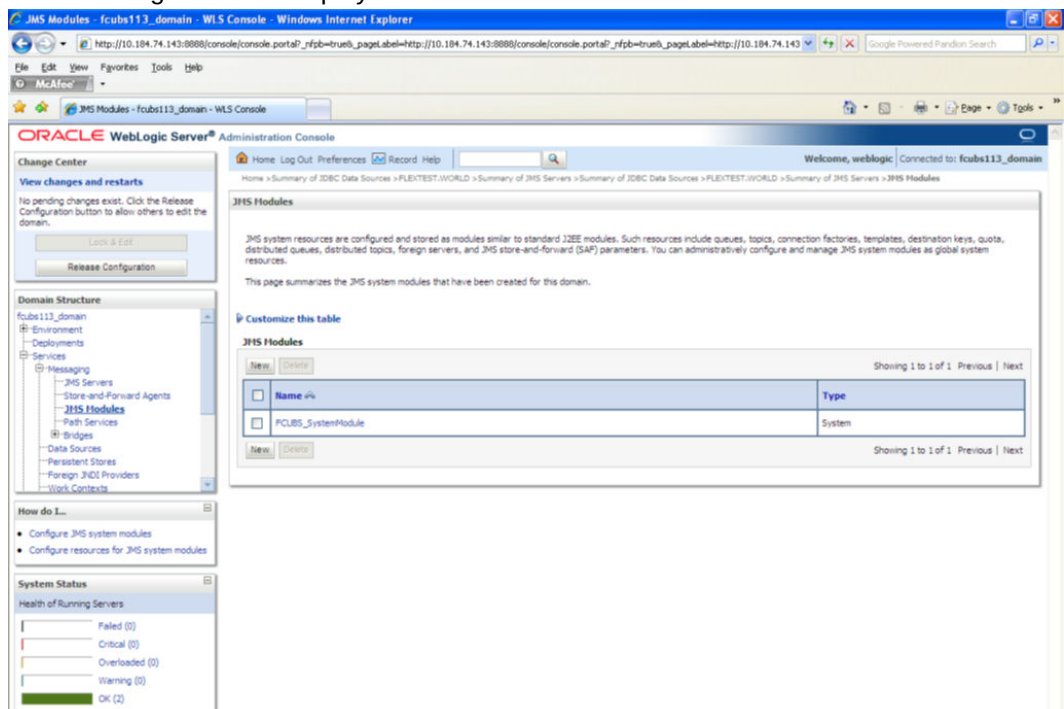 JMS Modules - fcubs113_domain - WLS Console - Windows Internet Explorer
http://10.184.74.143:8888/console/console.portal?_nfpb=true&_pageLabel=http://10.184.74.143:8888/console/console.portal?_nfpb=true&_pageLabel=http://10.184.74.143
Google Powered Pandion Search
File Edit View Favorites Tools Help
McAfee
JMS Modules - fcubs113_domain - WLS Console
Page Tools
ORACLE WebLogic Server® Administration Console
Change Center
View changes and restarts
No pending changes exist. Click the Release
Configuration button to allow others to edit the
domain.
Lock & Edit
Release Configuration
Domain Structure
fcubs113_domain
Environment
Deployments
Services
Messaging
JMS Servers
Store-and-Forward Agents
JMS Modules
Path Services
Bridges
Data Sources
Persistent Stores
Foreign JNDI Providers
Work Contexts
How do I...
Configure JMS system modules
Configure resources for JMS system modules
System Status
Health of Running Servers
Failed (0)
Critical (0)
Overloaded (0)
Warning (0)
OK (2)
Home Log Out Preferences Record Help
Welcome, weblogic Connected to: fcubs113_domain
Home >Summary of JDBC Data Sources >FLEXTEST.WORLD >Summary of JMS Servers >Summary of JDBC Data Sources >FLEXTEST.WORLD >Summary of JMS Servers >JMS Modules
JMS Modules
JMS system resources are configured and stored as modules similar to standard J2EE modules. Such resources include queues, topics, connection factories, templates, destination keys, quota,
distributed queues, distributed topics, foreign servers, and JMS store-and-forward (SAF) parameters. You can administratively configure and manage JMS system modules as global system
resources.
This page summarizes the JMS system modules that have been created for this domain.
Customize this table
JMS Modules
New Delete Showing 1 to 1 of 1 Previous | Next
Name Type
FCUBS_SystemModule System
New Delete Showing 1 to 1 of 1 Previous | Next